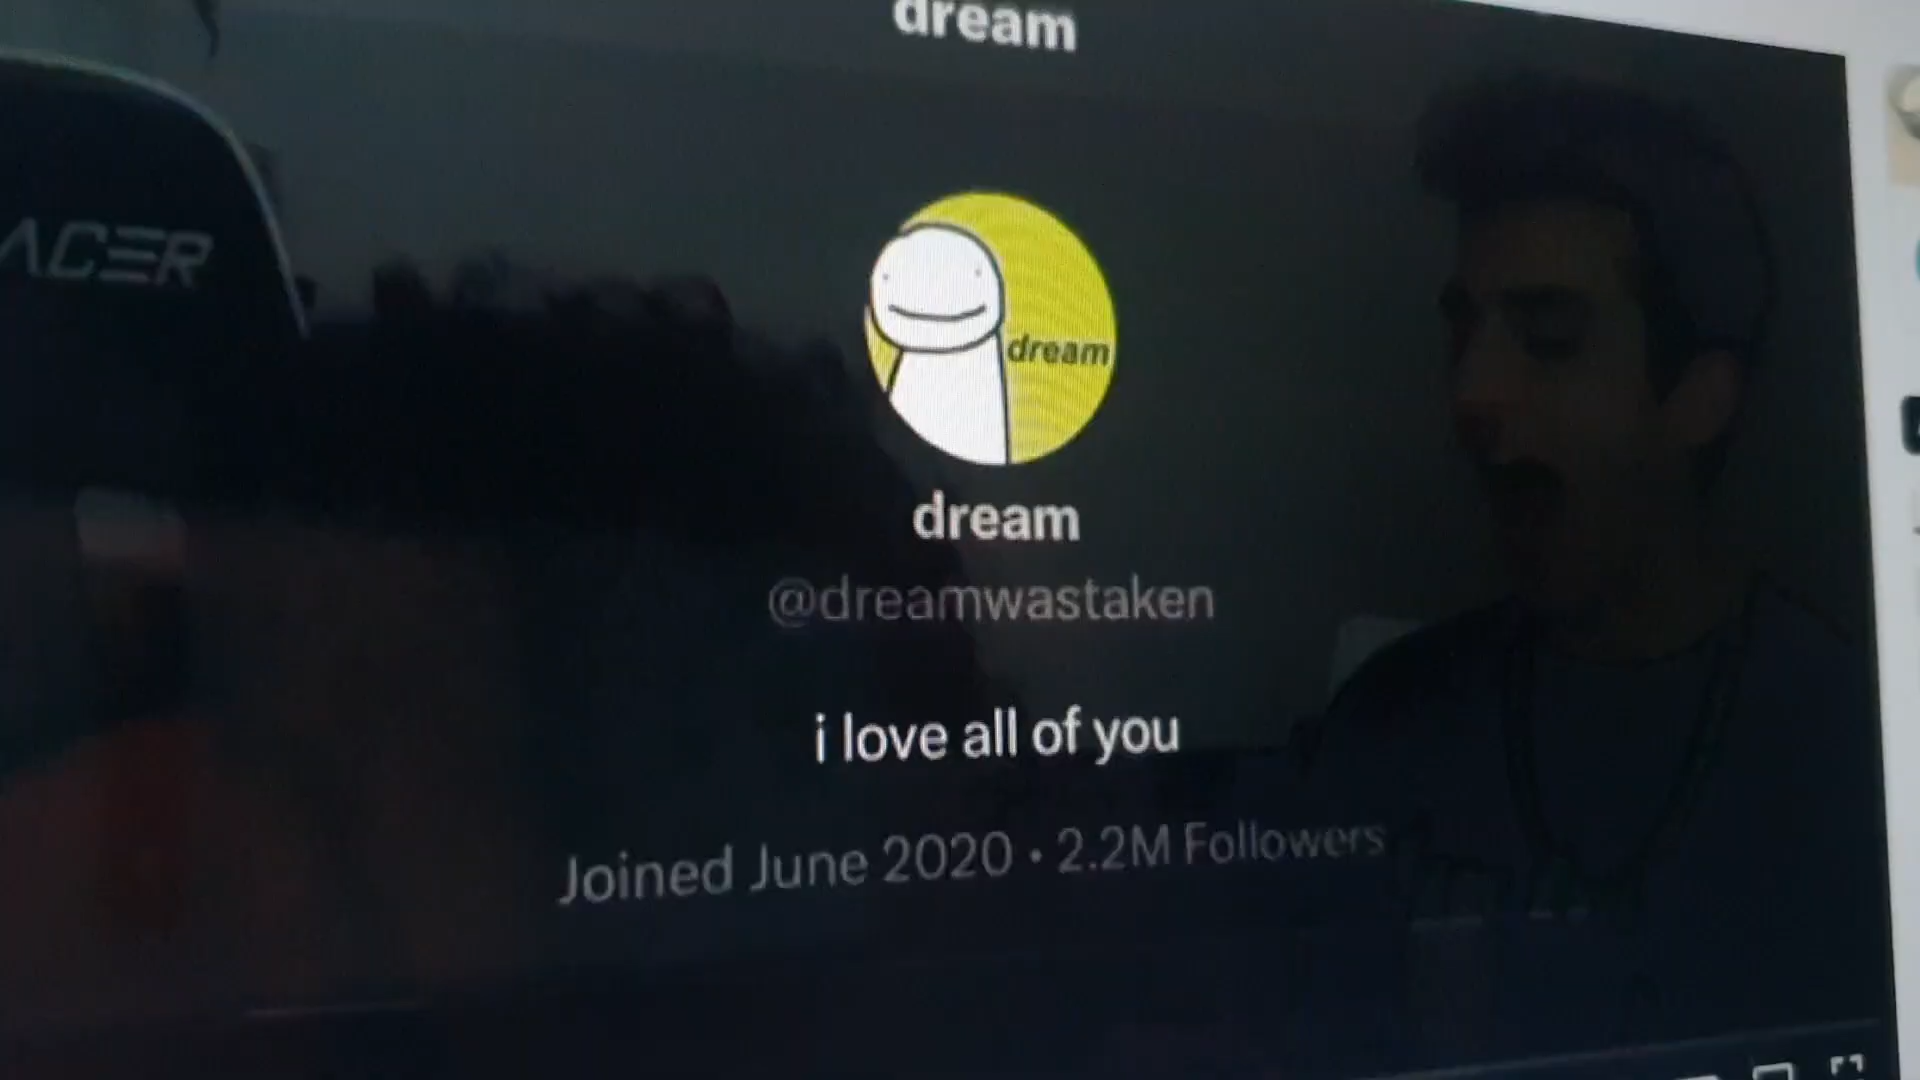 dream
ACER
dream
dream
@dreamwastaken
i love all of you
Joined June 2020 • 2.2M Followers